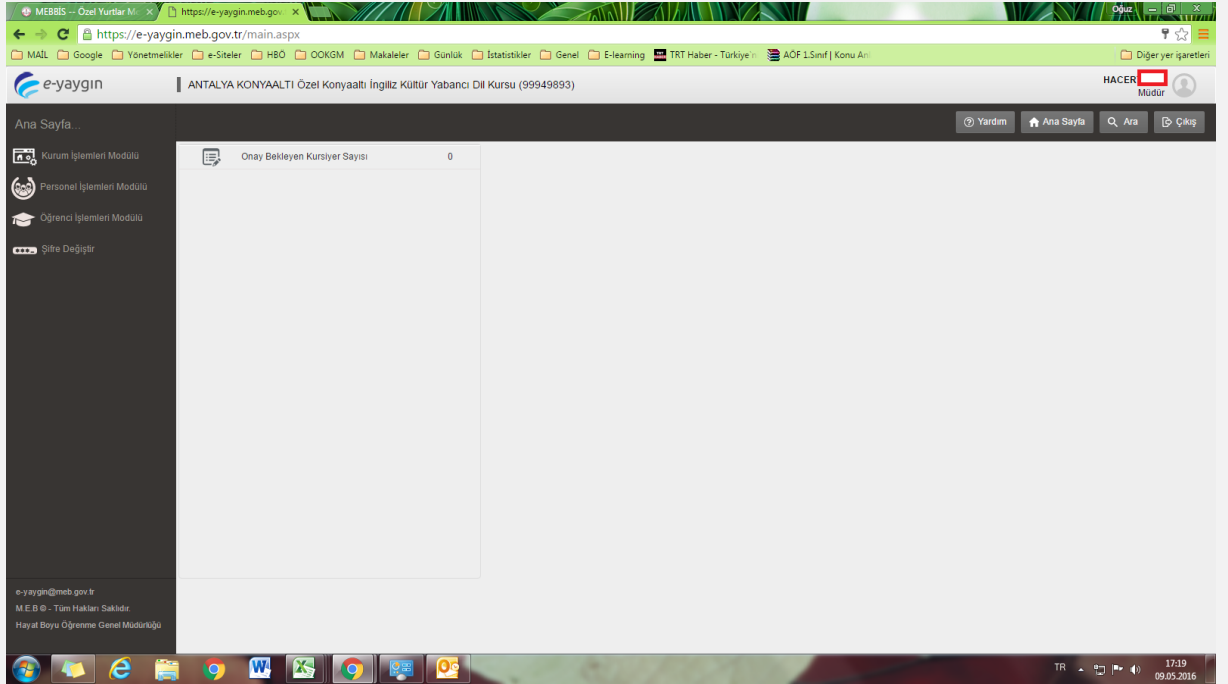 MEBBİS -- Özel Yurtlar Mo
https://e-yaygin.meb.gov.
Oğuz
https://e-yaygin.meb.gov.tr/main.aspx
MAİL Google Yönetmelikler e-Siteler HBÖ OOKGM Makaleler Günlük İstatistikler Genel E-learning TRT Haber - Türkiye'n AÖF 1.Sınıf | Konu Anl Diğer yer işaretleri
e-yaygın
ANTALYA KONYAALTI Özel Konyaaltı İngiliz Kültür Yabancı Dil Kursu (99949893)
HACER
Müdür
Ana Sayfa...
Yardım Ana Sayfa Ara Çıkış
Kurum İşlemleri Modülü
Personel İşlemleri Modülü
Öğrenci İşlemleri Modülü
Şifre Değiştir
Onay Bekleyen Kursiyer Sayısı 0
e-yaygin@meb.gov.tr
M.E.B © - Tüm Hakları Saklıdır.
Hayat Boyu Öğrenme Genel Müdürlüğü
TR
17:19
09.05.2016